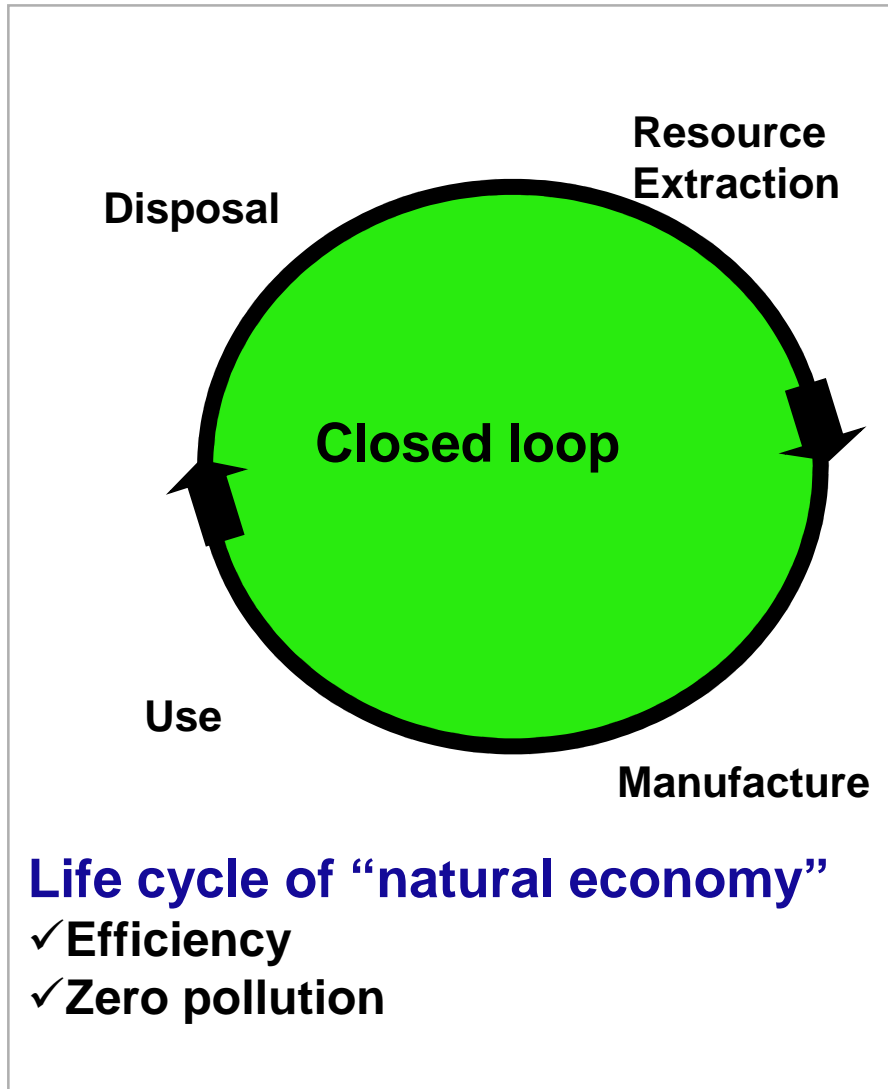 Resource
Extraction
Disposal
Closed loop
Use
Manufacture
Life cycle of “natural economy”
✓Efficiency
✓Zero pollution